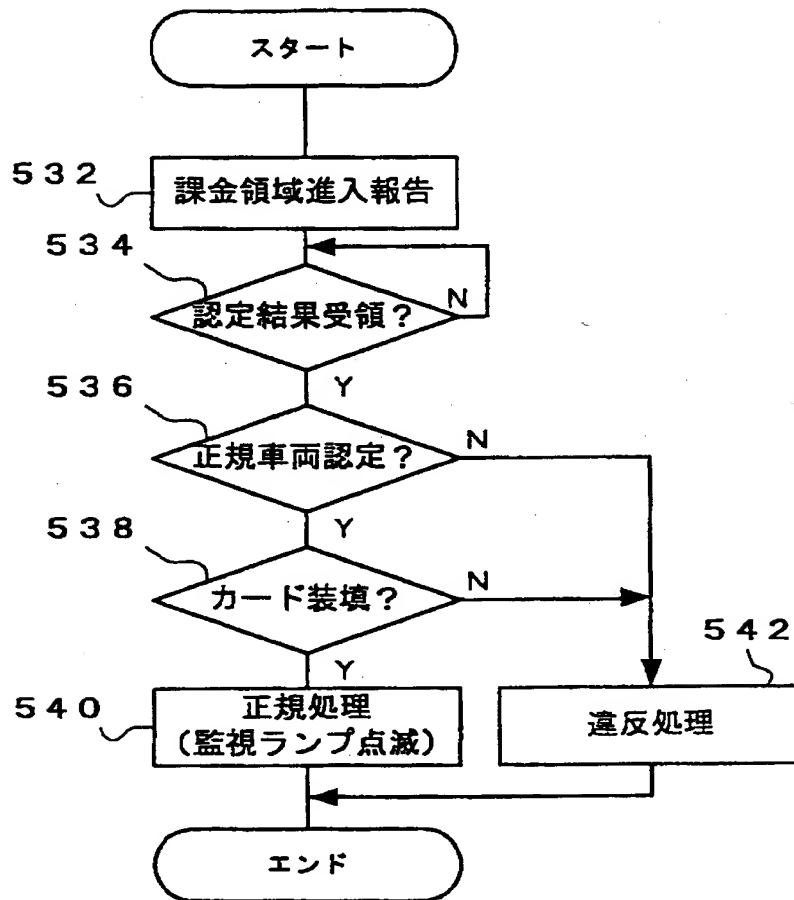 スタート
532
課金領域進入報告
534
認定結果受領?
N
Y
536
正規車両認定?
N
Y
538
カード装填?
N
Y
540
正規処理
(監視ランプ点滅)
542
違反処理
エンド